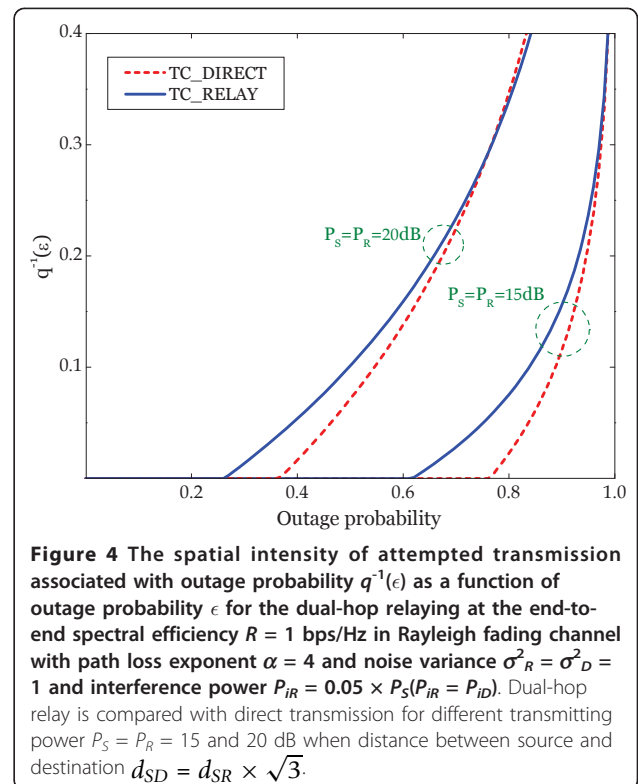 0.4
TC_DIRECT
TC_RELAY
0.3
P_S=P_R=20dB
0.2
q⁻¹(ε)
P_S=P_R=15dB
0.1
0.2 0.4 0.6 0.8 1.0
Outage probability
Figure 4 The spatial intensity of attempted transmission
associated with outage probability q⁻¹(ϵ) as a function of
outage probability ϵ for the dual-hop relaying at the end-to-
end spectral efficiency R = 1 bps/Hz in Rayleigh fading channel
with path loss exponent α = 4 and noise variance σ²_R = σ²_D =
1 and interference power P_iR = 0.05 × P_S(P_iR = P_iD). Dual-hop
relay is compared with direct transmission for different transmitting
power P_S = P_R = 15 and 20 dB when distance between source and
destination d_SD = d_SR × √3.